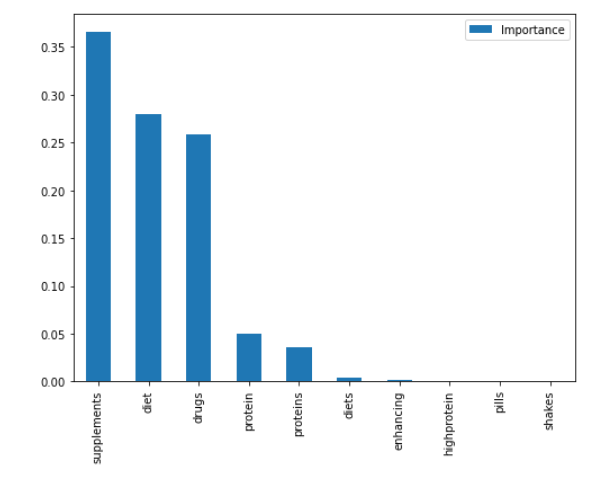 Importance
0.35
0.30
0.25
0.20
0.15
0.10
0.05
0.00
supplements
diet
drugs
protein
proteins
diets
enhancing
highprotein
pills
shakes